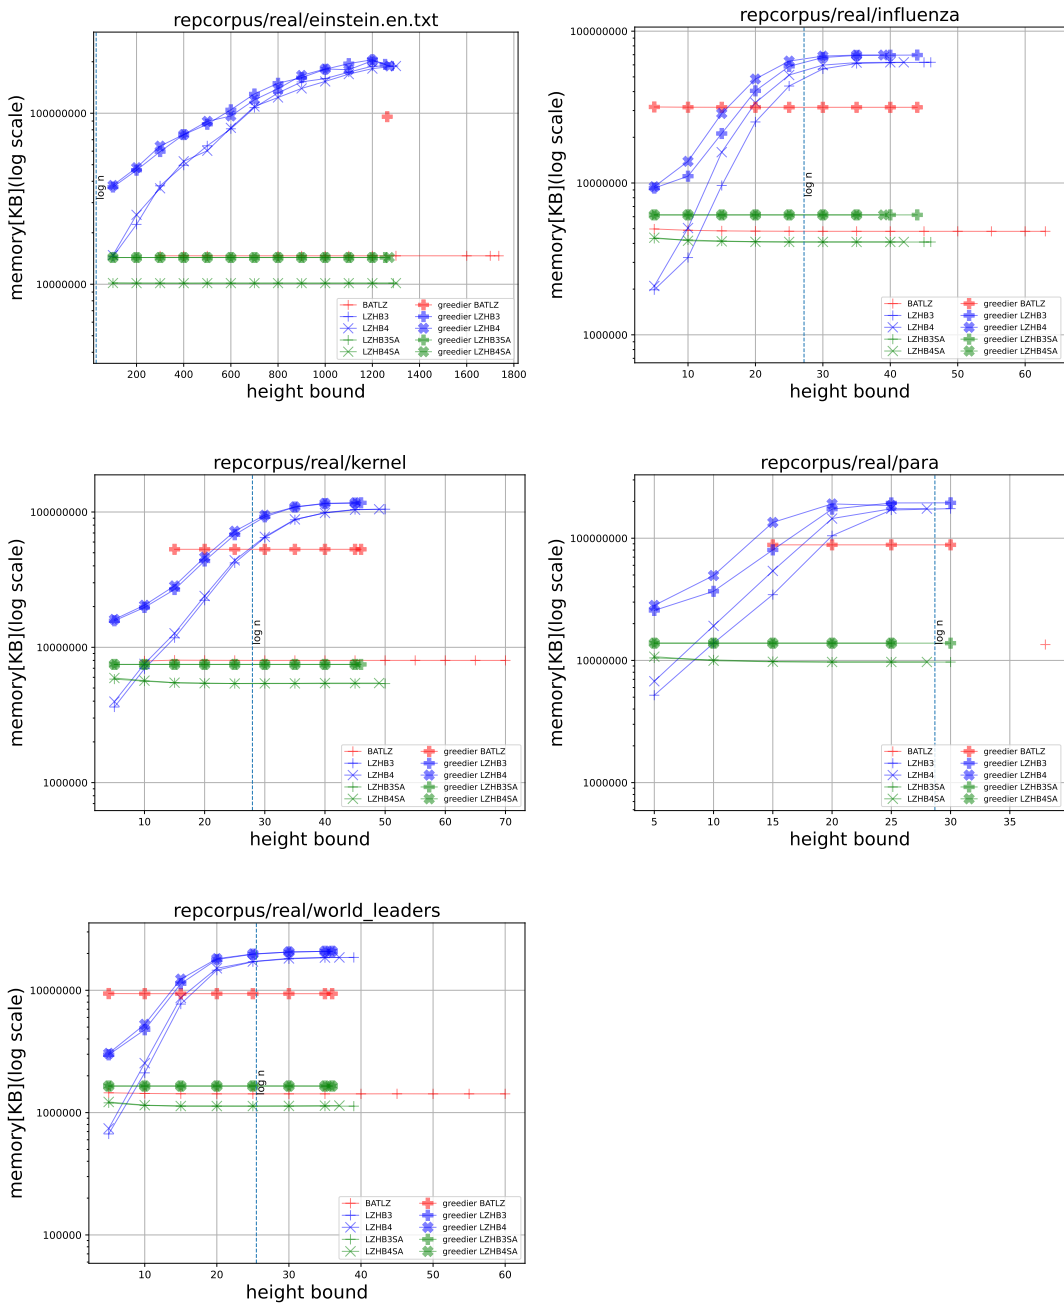 repcorpus/real/einstein.en.txt
memory[KB](log scale)
100000000
10000000
log n
BATLZ
LZHB3
LZHB4
LZHB3SA
LZHB4SA
greedier BATLZ
greedier LZHB3
greedier LZHB4
greedier LZHB3SA
greedier LZHB4SA
200 400 600 800 1000 1200 1400 1600 1800
height bound
repcorpus/real/influenza
memory[KB](log scale)
100000000
10000000
1000000
log n
BATLZ
LZHB3
LZHB4
LZHB3SA
LZHB4SA
greedier BATLZ
greedier LZHB3
greedier LZHB4
greedier LZHB3SA
greedier LZHB4SA
10 20 30 40 50 60
height bound
repcorpus/real/kernel
memory[KB](log scale)
100000000
10000000
1000000
log n
BATLZ
LZHB3
LZHB4
LZHB3SA
LZHB4SA
greedier BATLZ
greedier LZHB3
greedier LZHB4
greedier LZHB3SA
greedier LZHB4SA
10 20 30 40 50 60 70
height bound
repcorpus/real/para
memory[KB](log scale)
100000000
10000000
1000000
log n
BATLZ
LZHB3
LZHB4
LZHB3SA
LZHB4SA
greedier BATLZ
greedier LZHB3
greedier LZHB4
greedier LZHB3SA
greedier LZHB4SA
5 10 15 20 25 30 35
height bound
repcorpus/real/world_leaders
memory[KB](log scale)
10000000
1000000
100000
log n
BATLZ
LZHB3
LZHB4
LZHB3SA
LZHB4SA
greedier BATLZ
greedier LZHB3
greedier LZHB4
greedier LZHB3SA
greedier LZHB4SA
10 20 30 40 50 60
height bound